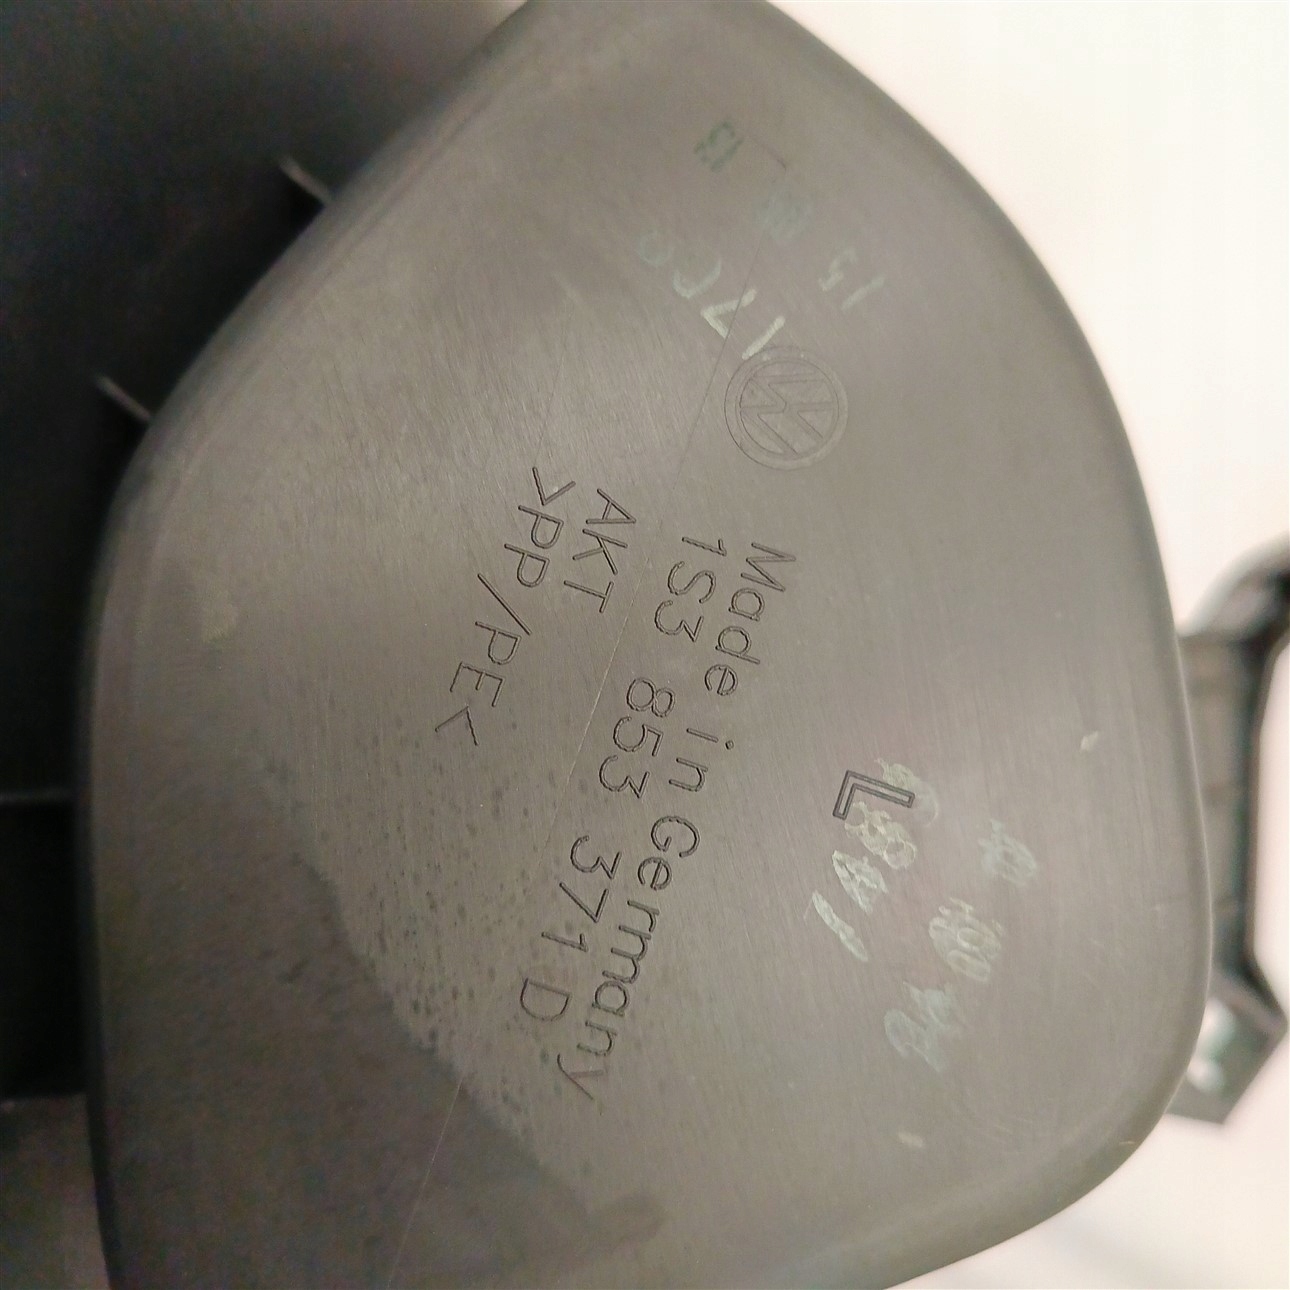 Made in Germany
1S3 853 371 D
AKT
>PP/PE<
L